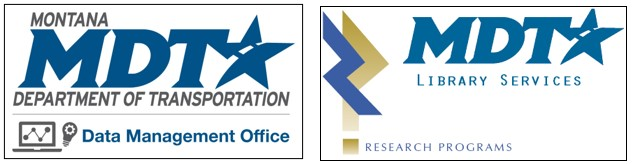 MONTANA
MDT
DEPARTMENT OF TRANSPORTATION
Data Management Office
MDT
LIBRARY SERVICES
RESEARCH PROGRAMS